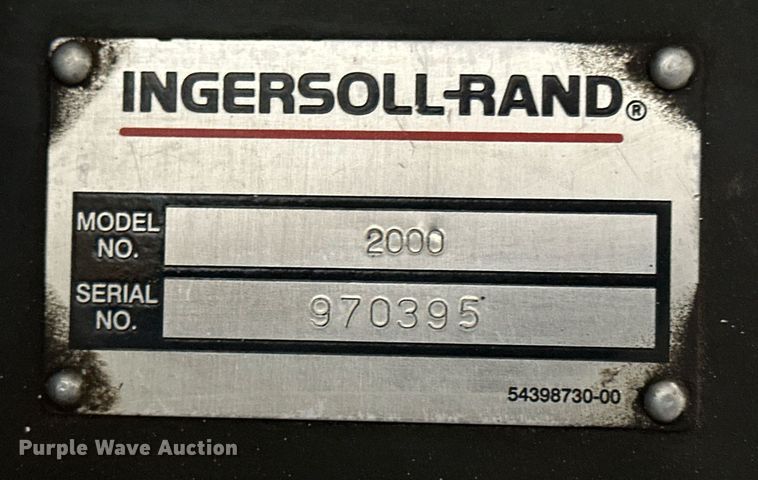 INGERSOLL-RAND®
MODEL NO. 2000
SERIAL NO. 970395
54398730-00
Purple Wave Auction